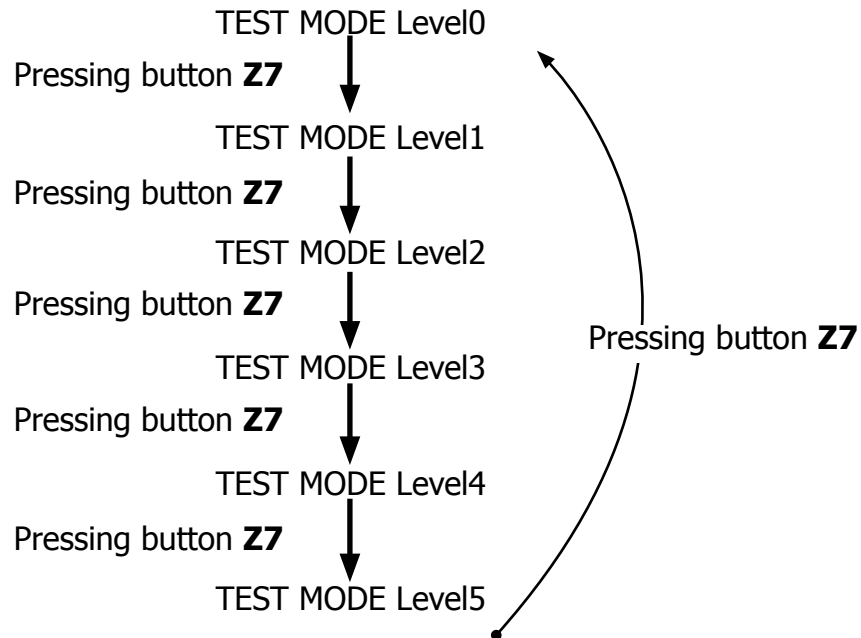 TEST MODE Level0
Pressing button Z7
TEST MODE Level1
Pressing button Z7
TEST MODE Level2
Pressing button Z7
Pressing button Z7
TEST MODE Level3
Pressing button Z7
TEST MODE Level4
Pressing button Z7
TEST MODE Level5